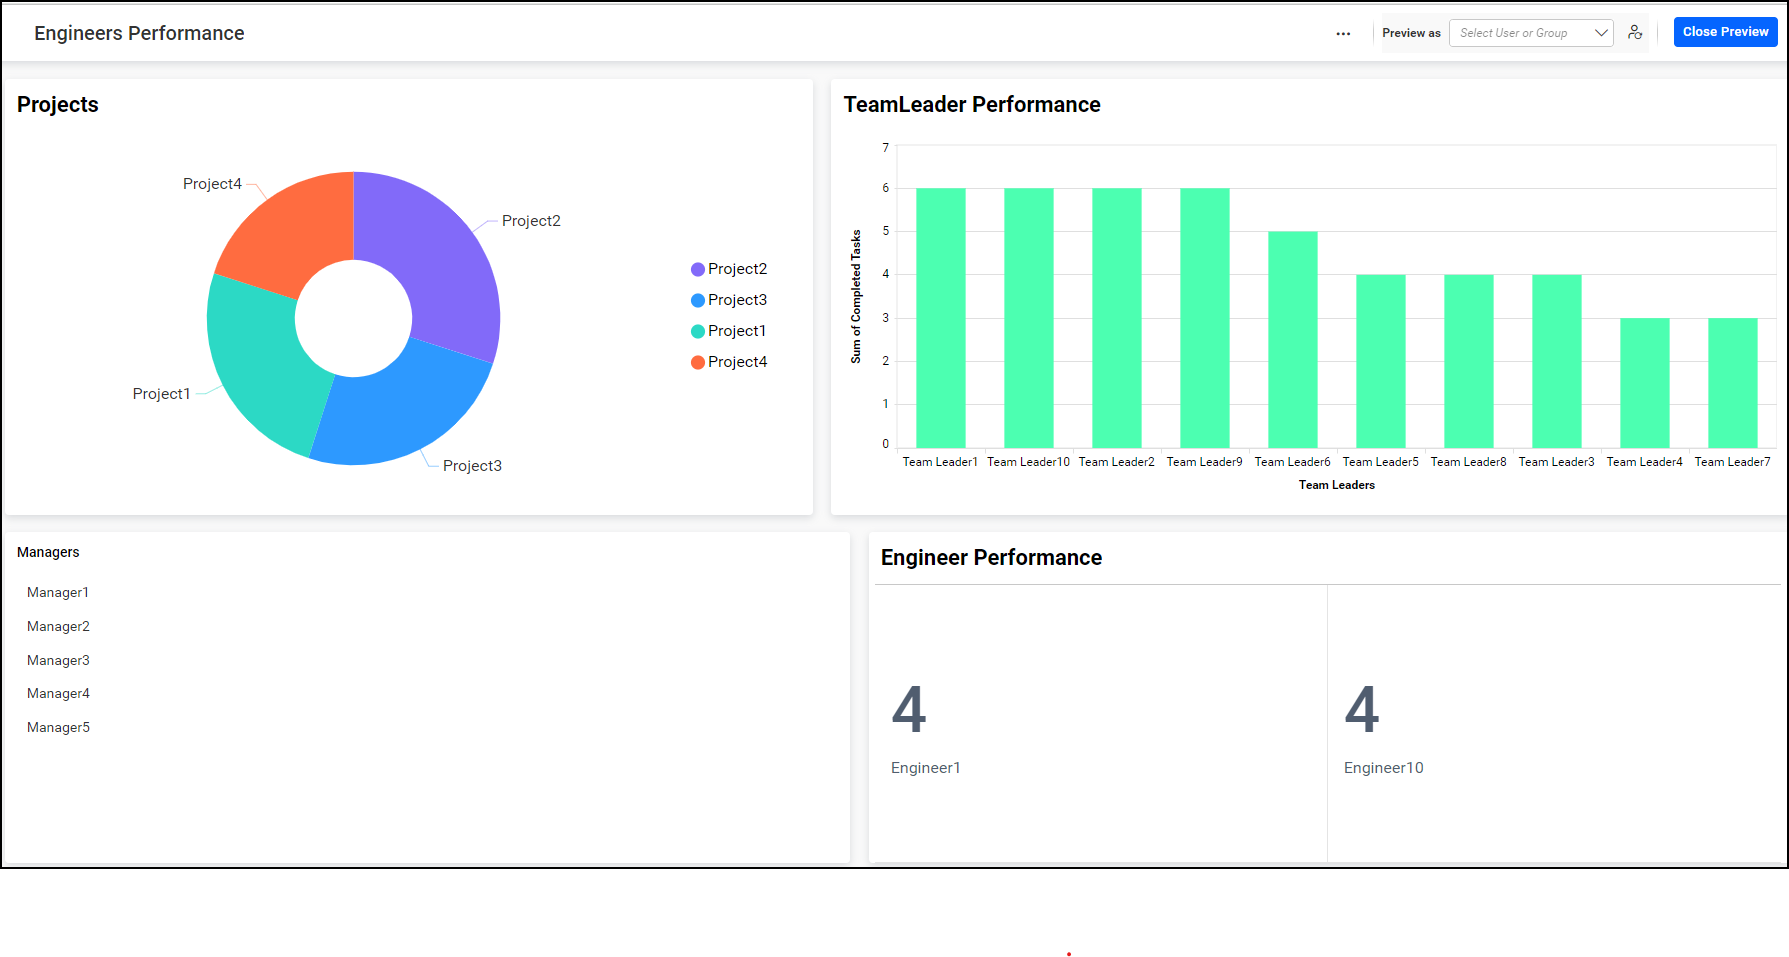 Engineers Performance
Preview as
Select User or Group
Close Preview
Projects
Project4
Project2
Project1
Project3
Project2
Project3
Project1
Project4
TeamLeader Performance
Sum of Completed Tasks
7
6
5
4
3
2
1
0
Team Leader1 Team Leader10 Team Leader2 Team Leader9 Team Leader6 Team Leader5 Team Leader8 Team Leader3 Team Leader4 Team Leader7
Team Leaders
Managers
Manager1
Manager2
Manager3
Manager4
Manager5
Engineer Performance
4
Engineer1
4
Engineer10